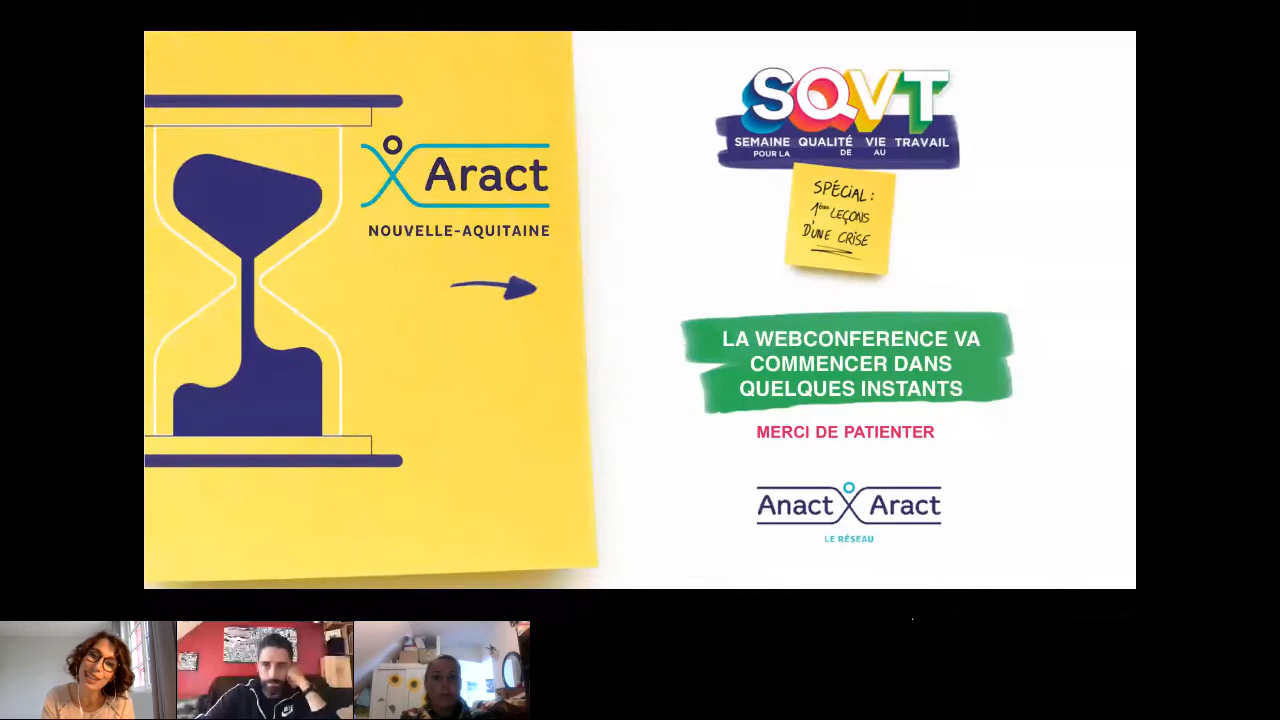 Aract
NOUVELLE-AQUITAINE
SQVT
SEMAINE QUALITÉ VIE TRAVAIL
POUR LA DE AU
SPÉCIAL :
1ères LEÇONS
D'UNE CRISE
LA WEBCONFERENCE VA
COMMENCER DANS
QUELQUES INSTANTS
MERCI DE PATIENTER
Anact Aract
LE RÉSEAU